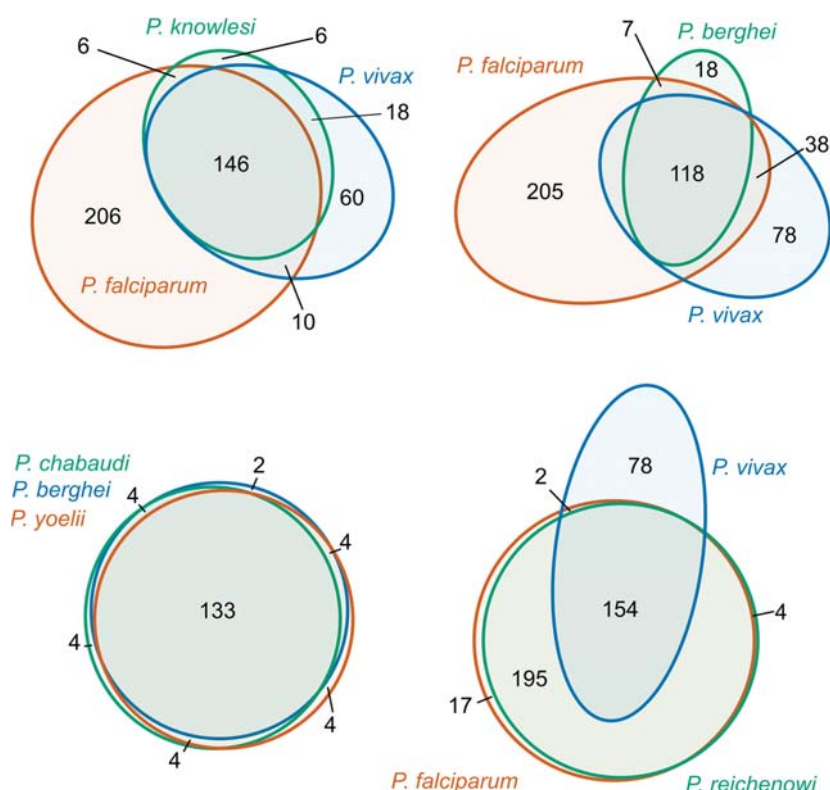 P. knowlesi
6
6
P. vivax
18
146
60
206
P. falciparum
10
P. berghei
7
18
P. falciparum
38
118
205
78
P. vivax
P. chabaudi
P. berghei
P. yoelii
4
2
4
133
4
4
4
78
P. vivax
2
154
4
195
17
P. falciparum
P. reichenowi